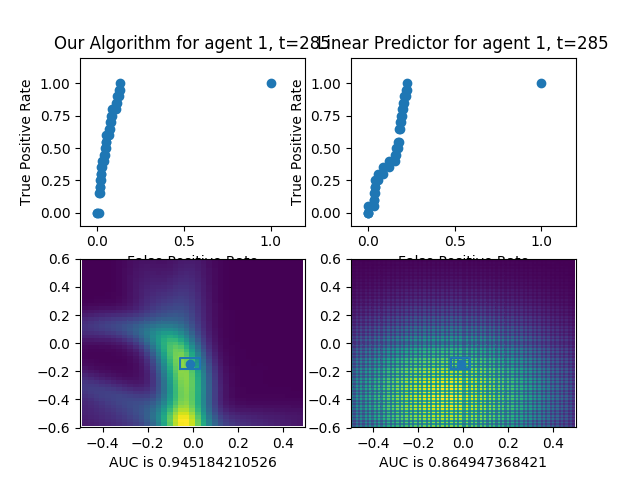 Our Algorithm for agent 1, t=285
Linear Predictor for agent 1, t=285
True Positive Rate
1.00
0.75
0.50
0.25
0.00
0.0 0.5 1.0
False Positive Rate
True Positive Rate
1.00
0.75
0.50
0.25
0.00
0.0 0.5 1.0
False Positive Rate
0.6
0.4
0.2
0.0
−0.2
−0.4
−0.6
−0.4 −0.2 0.0 0.2 0.4
AUC is 0.945184210526
0.6
0.4
0.2
0.0
−0.2
−0.4
−0.6
−0.4 −0.2 0.0 0.2 0.4
AUC is 0.864947368421